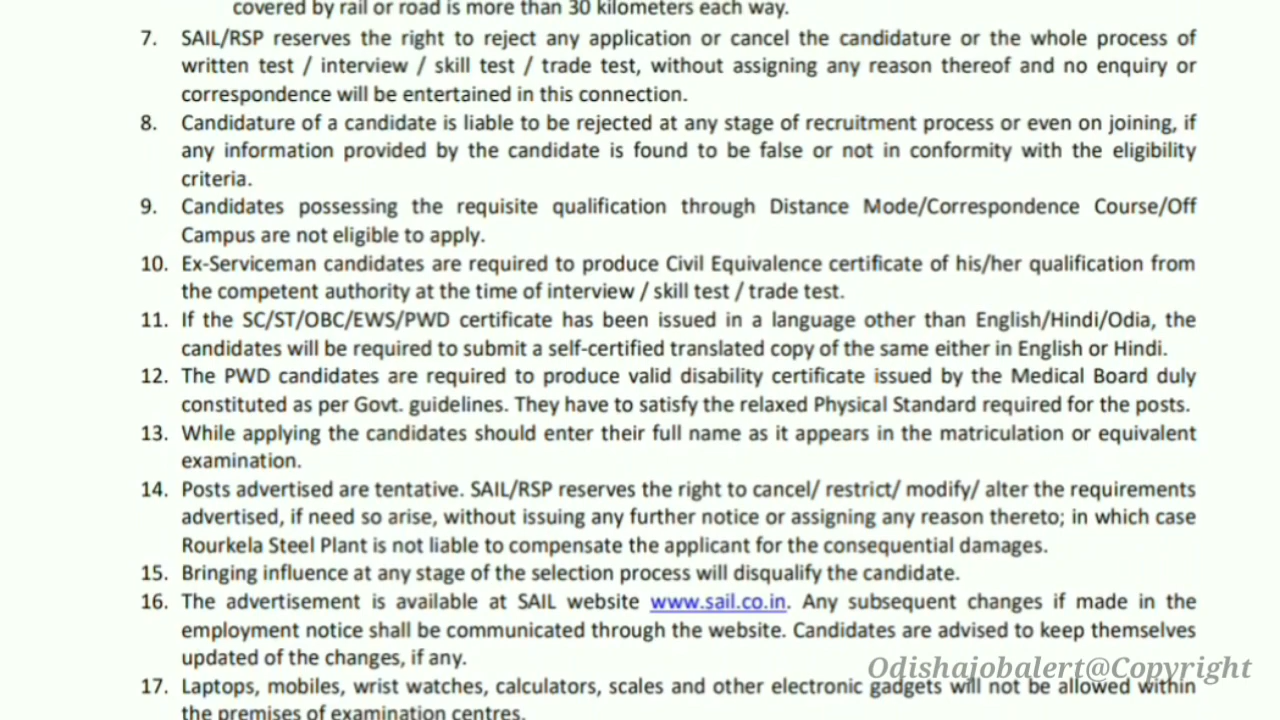 covered by rail or road is more than 30 kilometers each way.
7. SAIL/RSP reserves the right to reject any application or cancel the candidature or the whole process of
written test / interview / skill test / trade test, without assigning any reason thereof and no enquiry or
correspondence will be entertained in this connection.
8. Candidature of a candidate is liable to be rejected at any stage of recruitment process or even on joining, if
any information provided by the candidate is found to be false or not in conformity with the eligibility
criteria.
9. Candidates possessing the requisite qualification through Distance Mode/Correspondence Course/Off
Campus are not eligible to apply.
10. Ex-Serviceman candidates are required to produce Civil Equivalence certificate of his/her qualification from
the competent authority at the time of interview / skill test / trade test.
11. If the SC/ST/OBC/EWS/PWD certificate has been issued in a language other than English/Hindi/Odia, the
candidates will be required to submit a self-certified translated copy of the same either in English or Hindi.
12. The PWD candidates are required to produce valid disability certificate issued by the Medical Board duly
constituted as per Govt. guidelines. They have to satisfy the relaxed Physical Standard required for the posts.
13. While applying the candidates should enter their full name as it appears in the matriculation or equivalent
examination.
14. Posts advertised are tentative. SAIL/RSP reserves the right to cancel/ restrict/ modify/ alter the requirements
advertised, if need so arise, without issuing any further notice or assigning any reason thereto; in which case
Rourkela Steel Plant is not liable to compensate the applicant for the consequential damages.
15. Bringing influence at any stage of the selection process will disqualify the candidate.
16. The advertisement is available at SAIL website www.sail.co.in. Any subsequent changes if made in the
employment notice shall be communicated through the website. Candidates are advised to keep themselves
updated of the changes, if any.
Odishajobalert@Copyright
17. Laptops, mobiles, wrist watches, calculators, scales and other electronic gadgets will not be allowed within
the premises of examination centres.